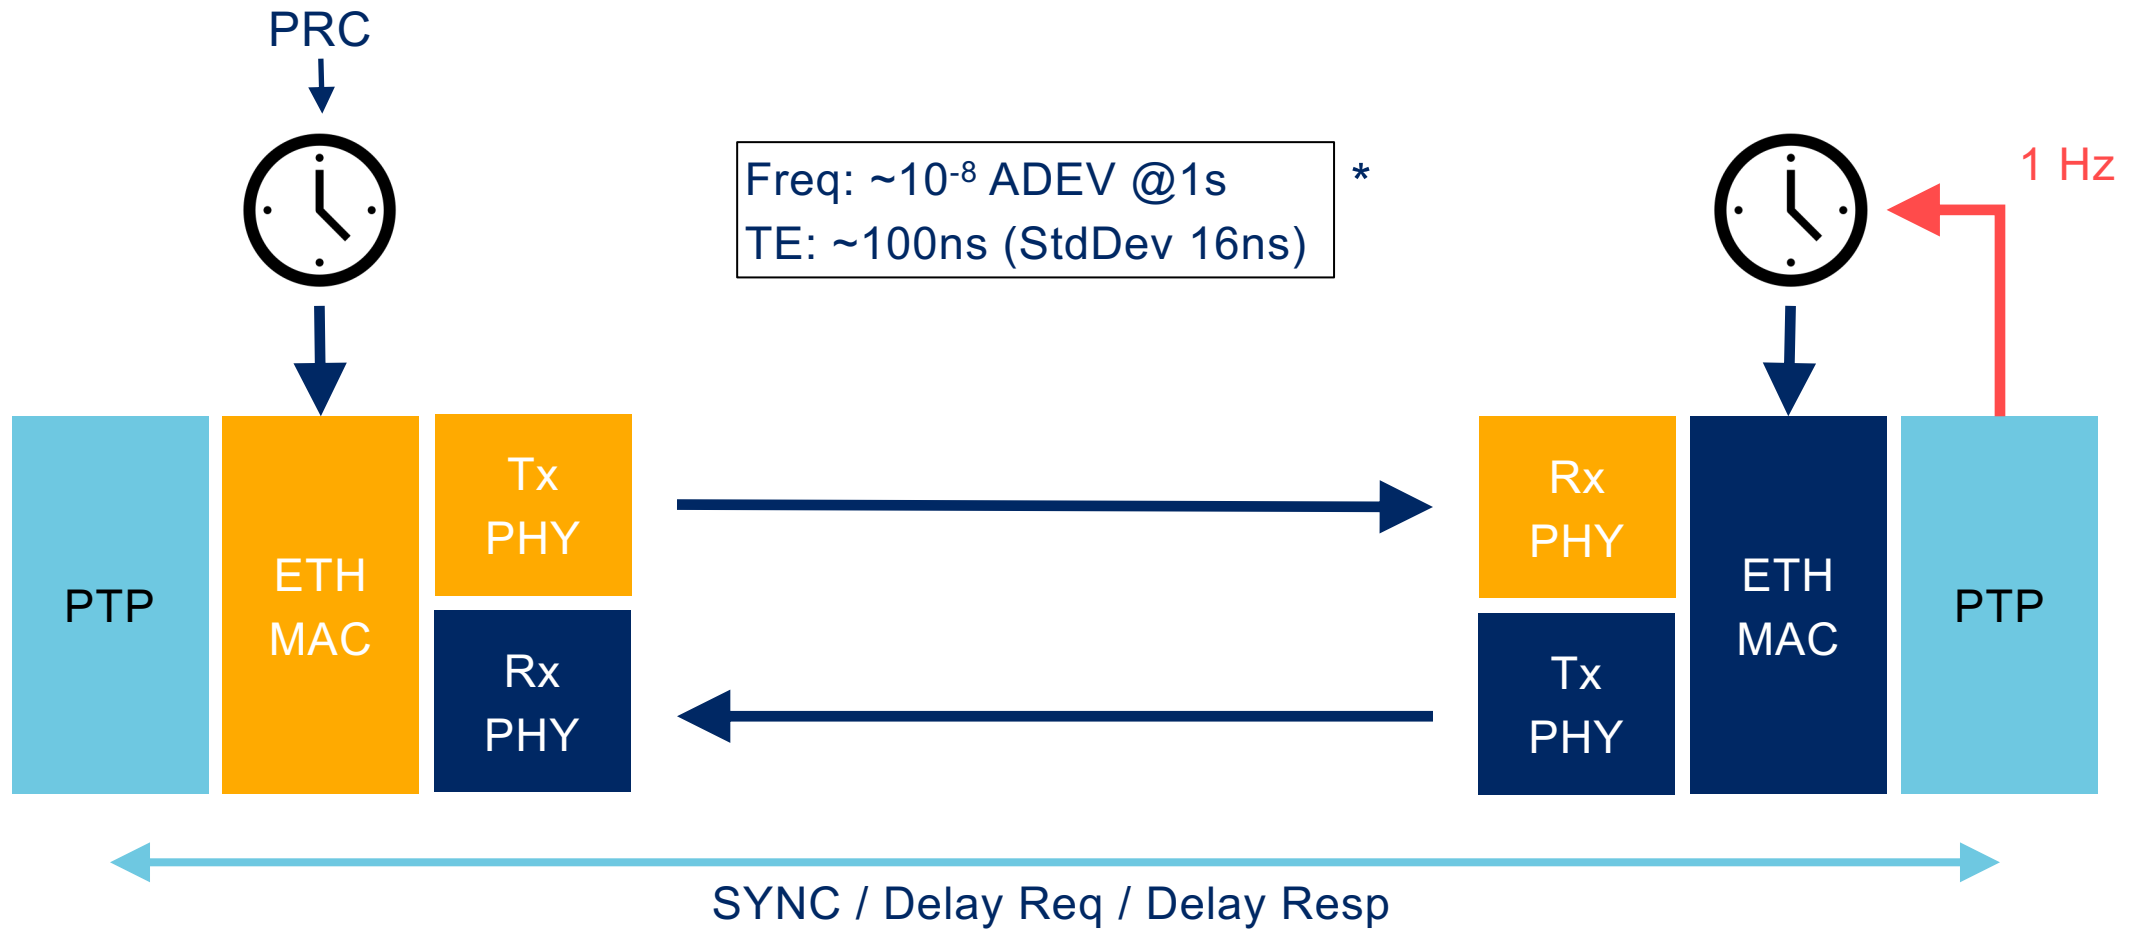 PRC
Freq: ~10⁻⁸ ADEV @1s
*
TE: ~100ns (StdDev 16ns)
1 Hz
PTP
ETH
MAC
Tx
PHY
Rx
PHY
Rx
PHY
Tx
PHY
ETH
MAC
PTP
SYNC / Delay Req / Delay Resp